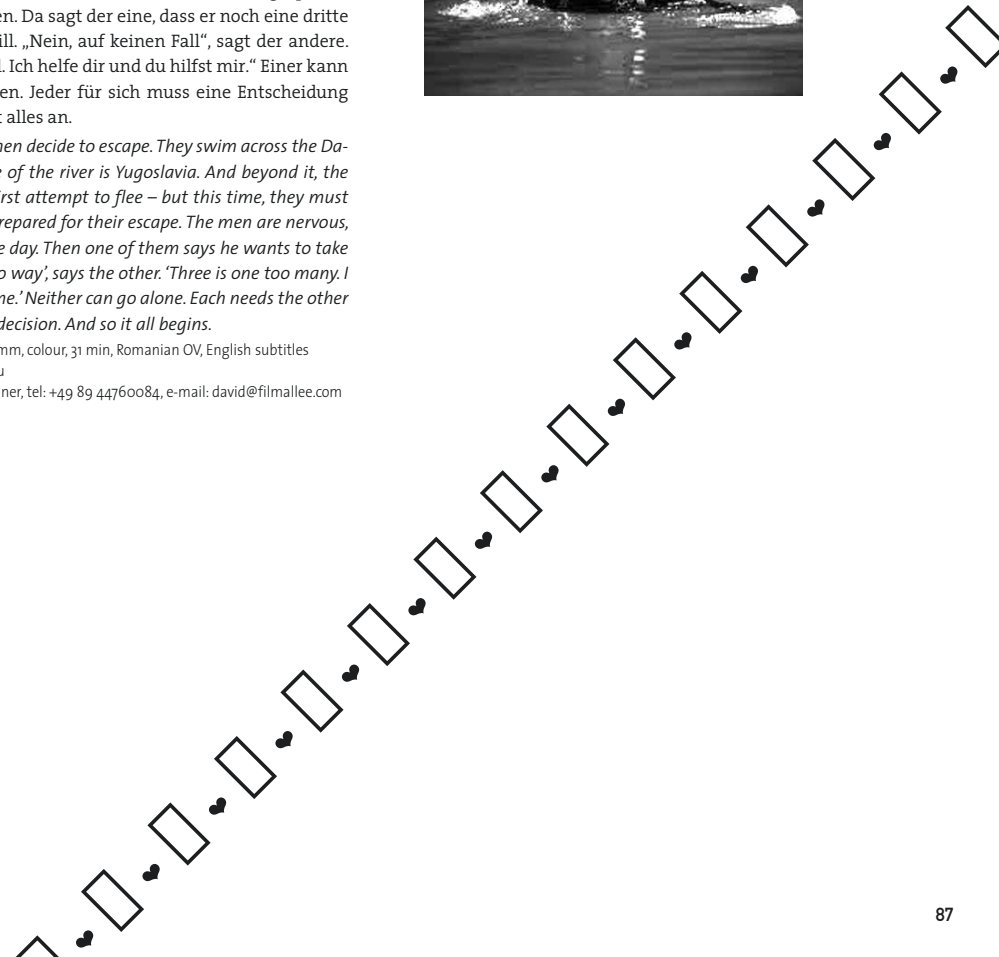 en. Da sagt der eine, dass er noch eine dritte
ill. „Nein, auf keinen Fall“, sagt der andere.
l. Ich helfe dir und du hilfst mir.“ Einer kann
en. Jeder für sich muss eine Entscheidung
t alles an.
men decide to escape. They swim across the Da-
e of the river is Yugoslavia. And beyond it, the
irst attempt to flee – but this time, they must
repared for their escape. The men are nervous,
e day. Then one of them says he wants to take
o way’, says the other. ‘Three is one too many. I
me.’ Neither can go alone. Each needs the other
decision. And so it all begins.
mm, colour, 31 min, Romanian OV, English subtitles
u
ner, tel: +49 89 44760084, e-mail: david@filmallee.com
87